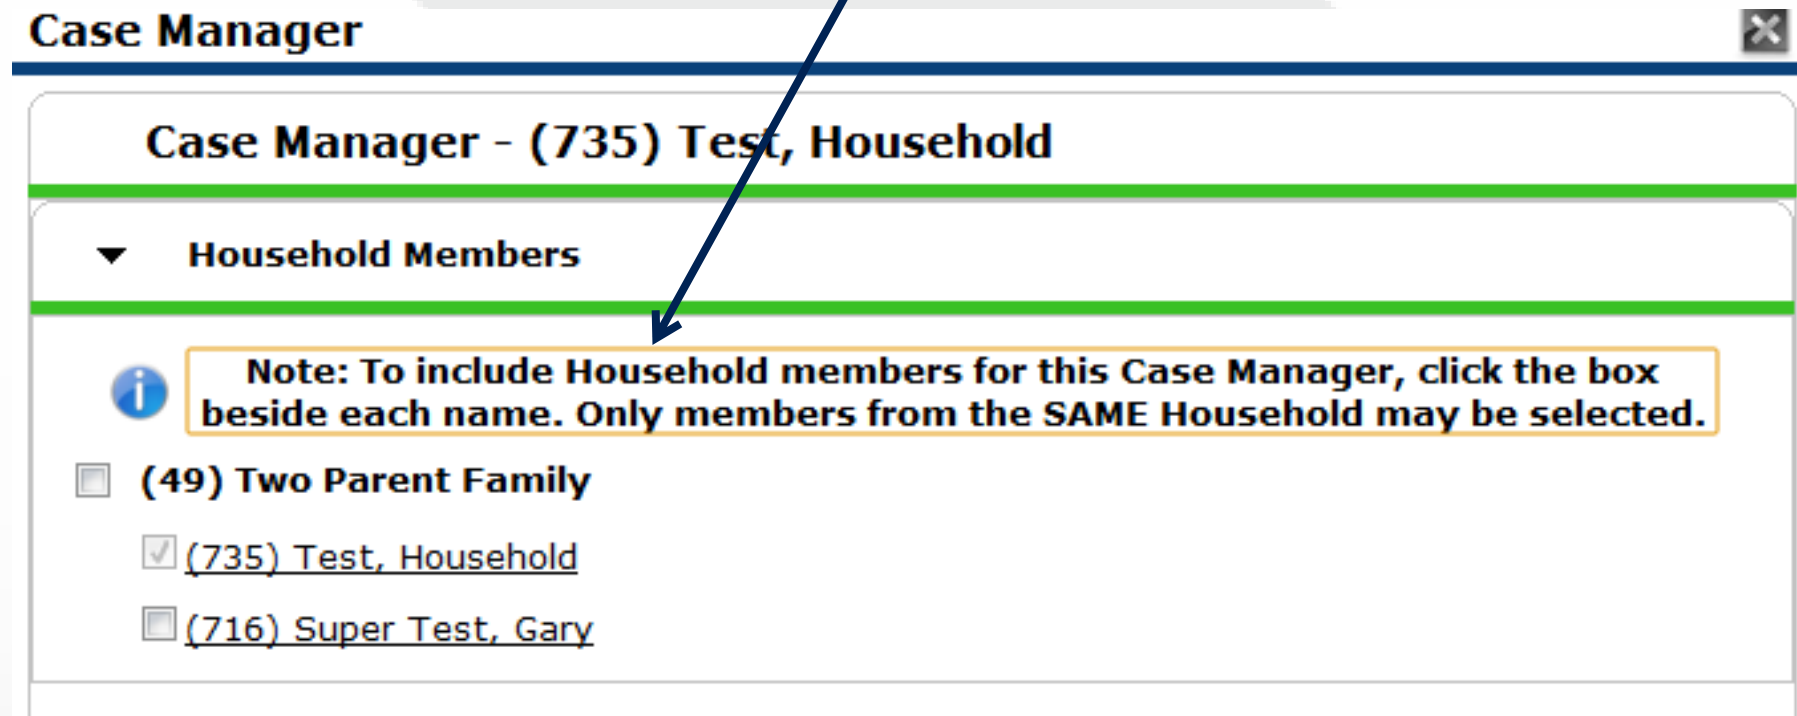 Case Manager
Case Manager - (735) Test, Household
Household Members
Note: To include Household members for this Case Manager, click the box
beside each name. Only members from the SAME Household may be selected.
(49) Two Parent Family
(735) Test, Household
(716) Super Test, Gary